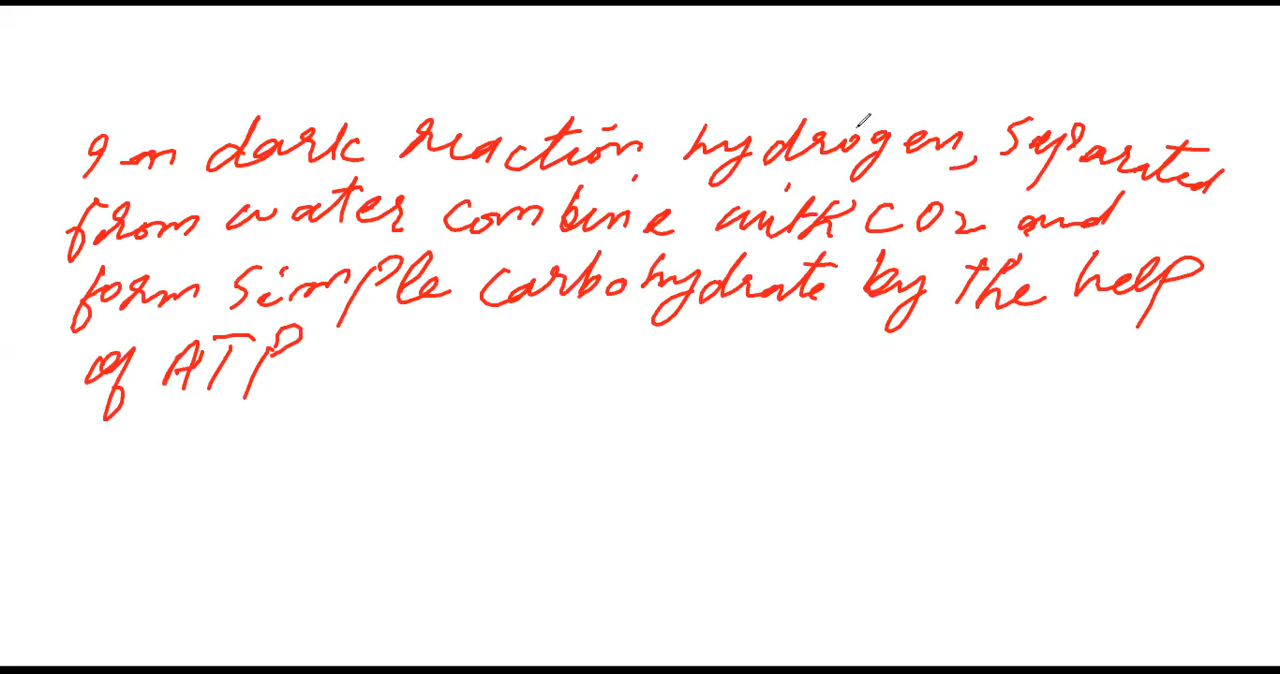 In dark reaction hydrogen, separated
from water combine with CO2 and
form simple carbohydrate by the help
of ATP